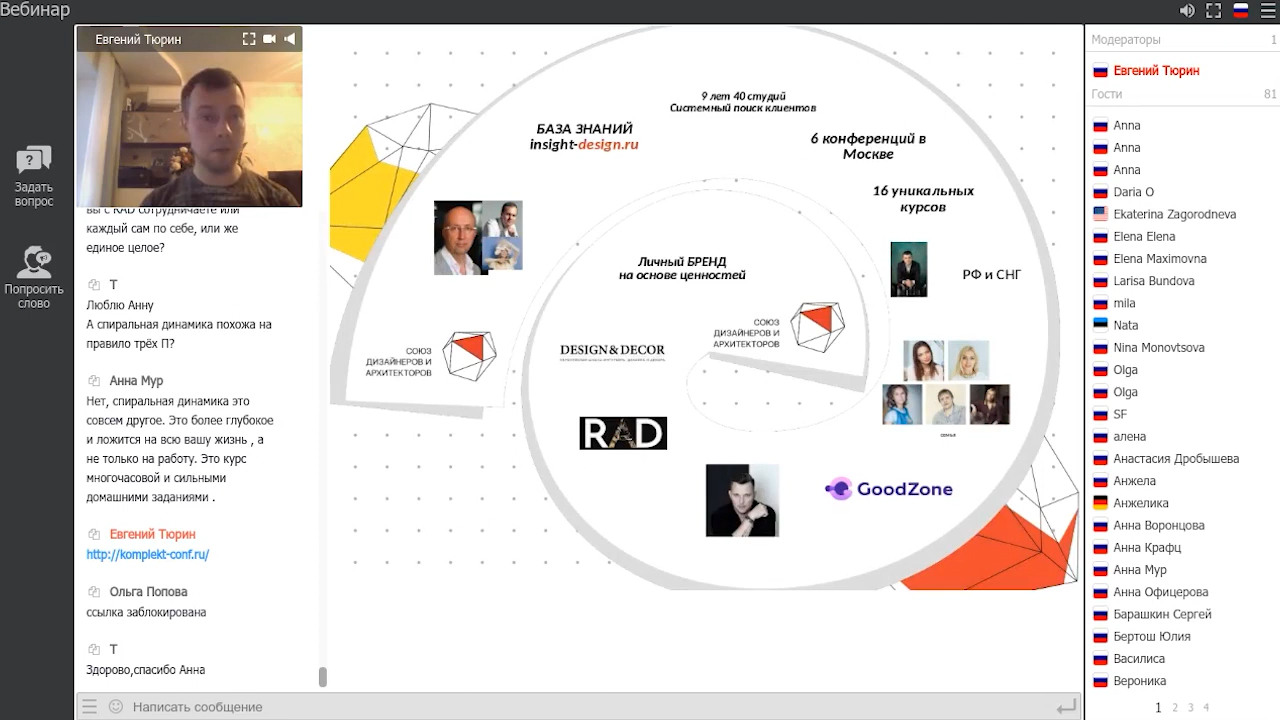 Вебинар
Евгений Тюрин
Задать
вопрос
Попросить
слово
вы с RAD сотрудничаете или
каждый сам по себе, или же
единое целое?
Т
Люблю Анну
А спиральная динамика похожа на
правило трёх П?
Анна Мур
Нет, спиральная динамика это
совсем другое. Это более глубокое
и ложится на всю вашу жизнь , а
не только на работу. Это курс
многочасовой и сильными
домашними заданиями .
Евгений Тюрин
http://komplekt-conf.ru/
Ольга Попова
ссылка заблокирована
Т
Здорово,спасибо Анна
Написать сообщение
9 лет 40 студий
Системный поиск клиентов
БАЗА ЗНАНИЙ
insight-design.ru
6 конференций в
Москве
16 уникальных
курсов
Личный БРЕНД
на основе ценностей
РФ и СНГ
СОЮЗ
ДИЗАЙНЕРОВ И
АРХИТЕКТОРОВ
СОЮЗ
ДИЗАЙНЕРОВ И
АРХИТЕКТОРОВ
DESIGN&DECOR
RAD
семья
GoodZone
Модераторы 1
Евгений Тюрин
Гости 81
Anna
Anna
Anna
Daria O
Ekaterina Zagorodneva
Elena Elena
Elena Maximovna
Larisa Bundova
mila
Nata
Nina Monovtsova
Olga
Olga
SF
алена
Анастасия Дробышева
Анжела
Анжелика
Анна Воронцова
Анна Крафц
Анна Мур
Анна Офицерова
Барашкин Сергей
Бертош Юлия
Василиса
Вероника
1 2 3 4